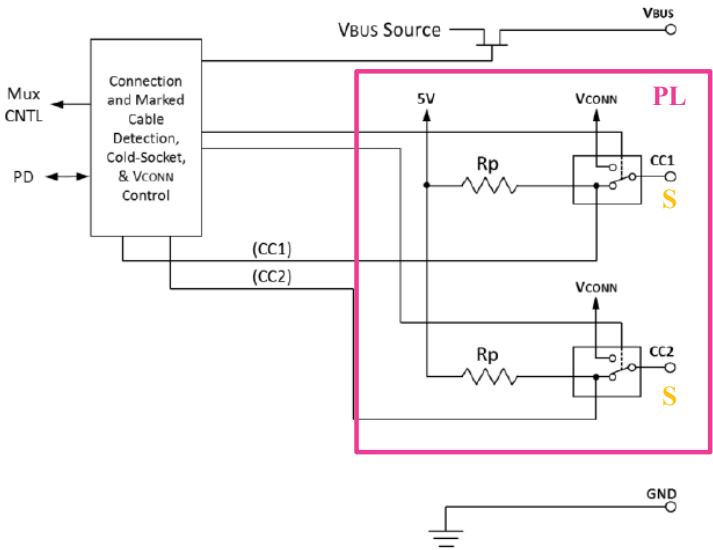 VBUS
VBUS Source
Connection
and Marked
Cable
Detection,
Cold-Socket,
& VCONN
Control
Mux
CNTL
PD
PL
5V
VCONN
Rp
CC1
S
(CC1)
(CC2)
VCONN
Rp
CC2
S
GND